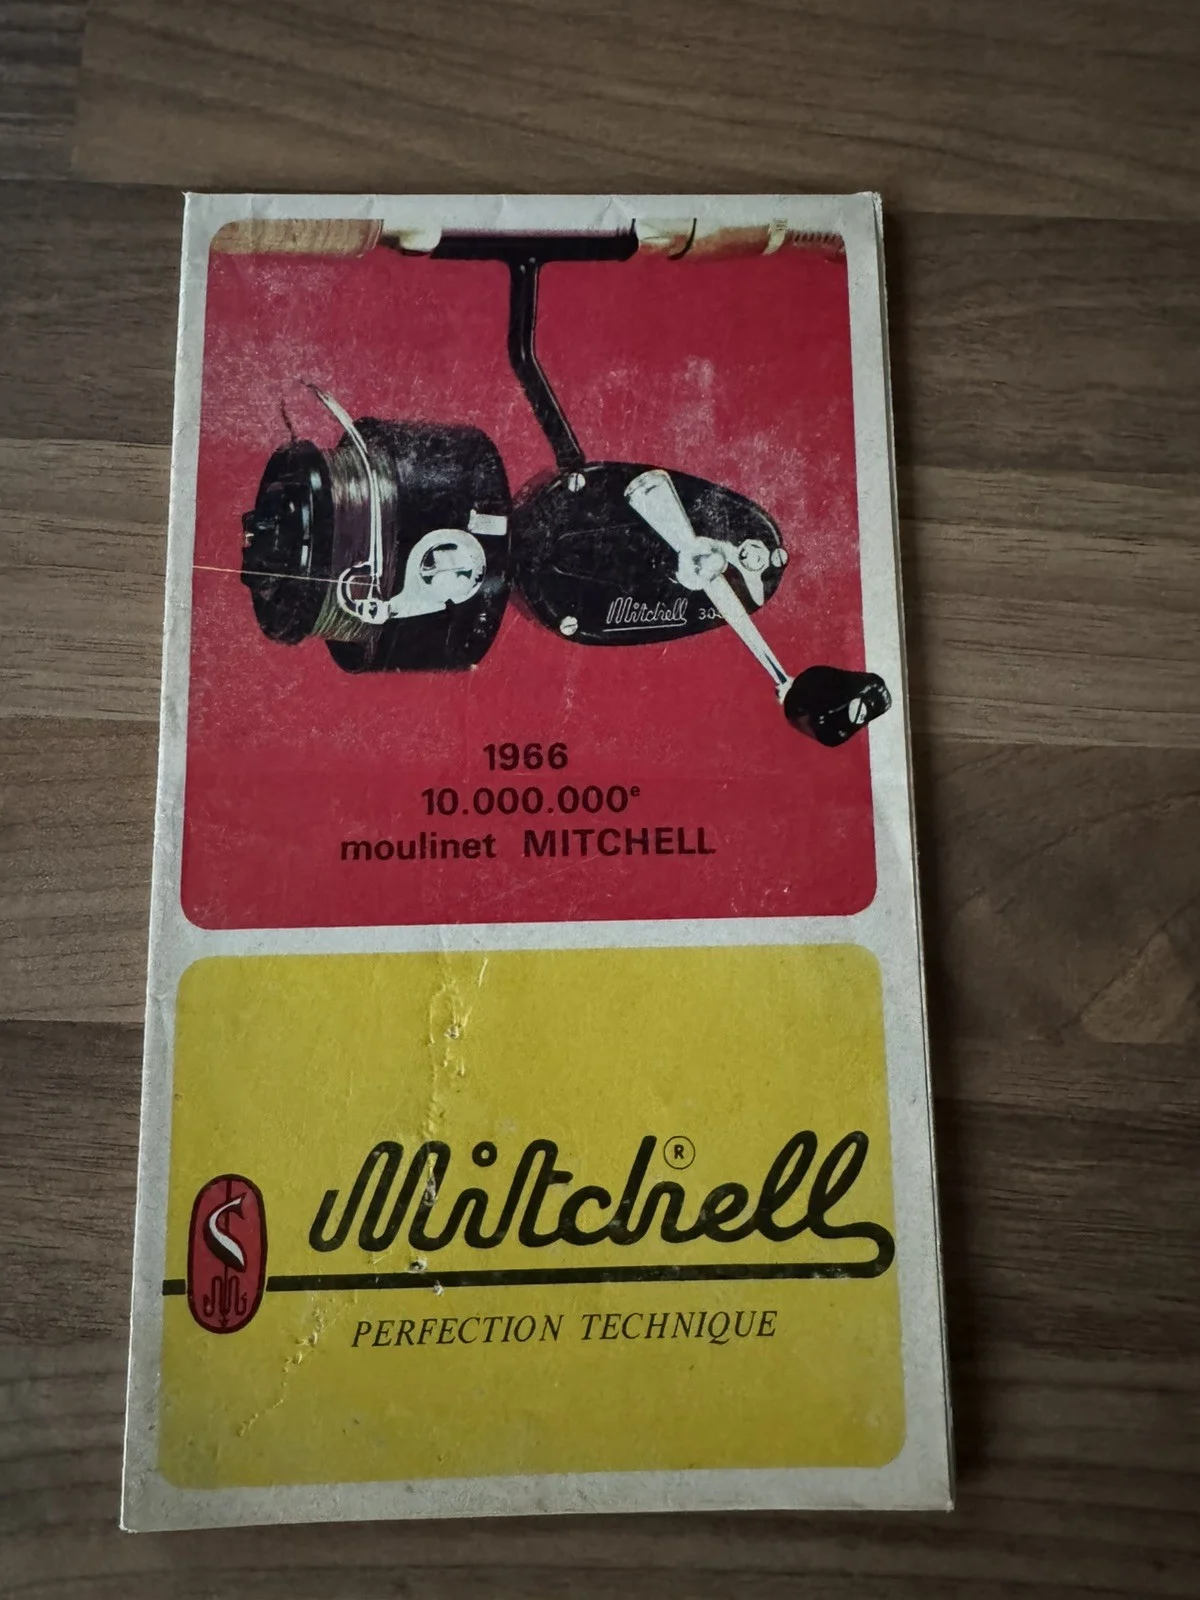 Mitchell
1966
10.000.000e
moulinet MITCHELL
Mitchell ®
PERFECTION TECHNIQUE